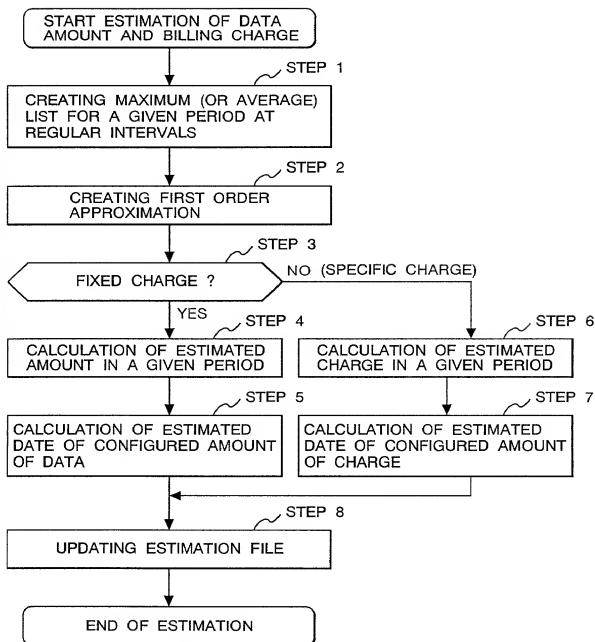 START ESTIMATION OF DATA
AMOUNT AND BILLING CHARGE
STEP 1
CREATING MAXIMUM (OR AVERAGE)
LIST FOR A GIVEN PERIOD AT
REGULAR INTERVALS
STEP 2
CREATING FIRST ORDER
APPROXIMATION
STEP 3
FIXED CHARGE ?
NO (SPECIFIC CHARGE)
YES
STEP 4
CALCULATION OF ESTIMATED
AMOUNT IN A GIVEN PERIOD
STEP 6
CALCULATION OF ESTIMATED
CHARGE IN A GIVEN PERIOD
STEP 5
CALCULATION OF ESTIMATED
DATE OF CONFIGURED AMOUNT
OF DATA
STEP 7
CALCULATION OF ESTIMATED
DATE OF CONFIGURED AMOUNT
OF CHARGE
STEP 8
UPDATING ESTIMATION FILE
END OF ESTIMATION